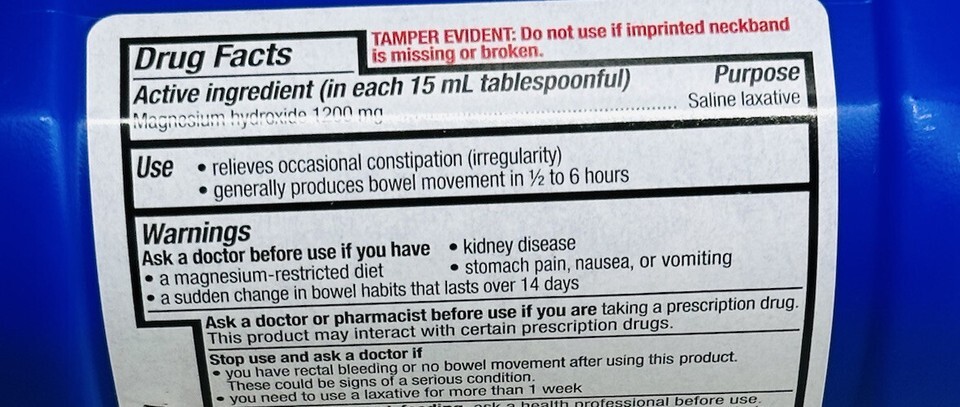 TAMPER EVIDENT: Do not use if imprinted neckband
is missing or broken.
Drug Facts
Active ingredient (in each 15 mL tablespoonful) Purpose
Magnesium hydroxide 1200 mg ........................ Saline laxative
Use • relieves occasional constipation (irregularity)
• generally produces bowel movement in ½ to 6 hours
Warnings
Ask a doctor before use if you have • kidney disease
• a magnesium-restricted diet • stomach pain, nausea, or vomiting
• a sudden change in bowel habits that lasts over 14 days
Ask a doctor or pharmacist before use if you are taking a prescription drug.
This product may interact with certain prescription drugs.
Stop use and ask a doctor if
• you have rectal bleeding or no bowel movement after using this product.
These could be signs of a serious condition.
• you need to use a laxative for more than 1 week
ask a health professional before use.